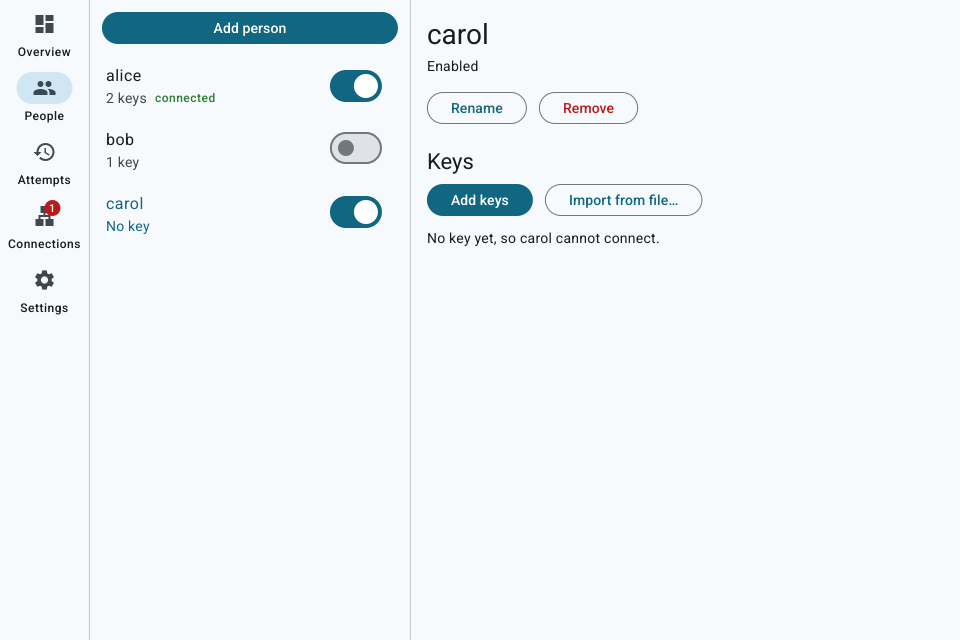 Overview
People
Attempts
1
Connections
Settings
Add person
alice
2 keys connected
bob
1 key
carol
No key
carol
Enabled
Rename Remove
Keys
Add keys Import from file…
No key yet, so carol cannot connect.